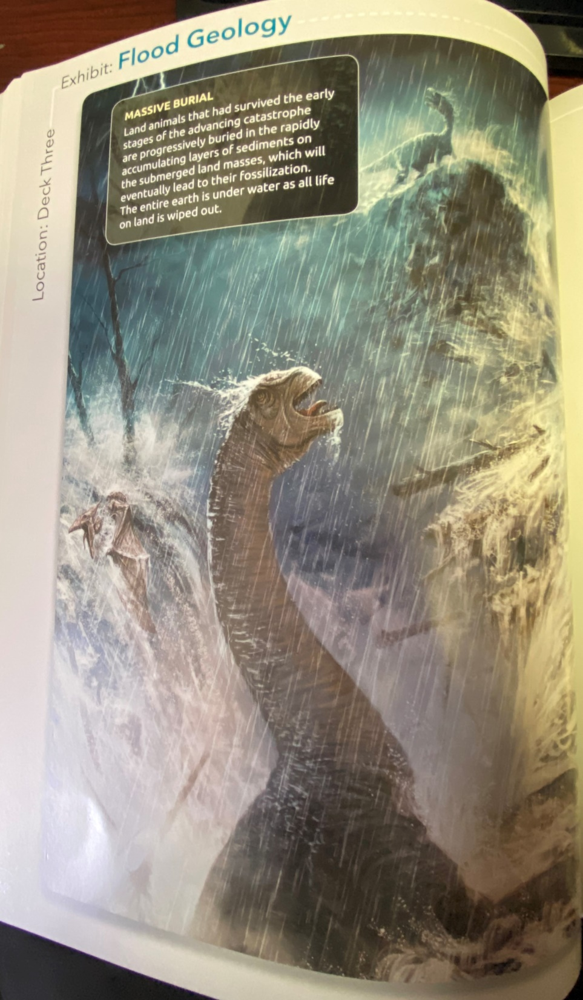 Exhibit: Flood Geology
Location: Deck Three
MASSIVE BURIAL
Land animals that had survived the early
stages of the advancing catastrophe
are progressively buried in the rapidly
accumulating layers of sediments on
the submerged land masses, which will
eventually lead to their fossilization.
The entire earth is under water as all life
on land is wiped out.